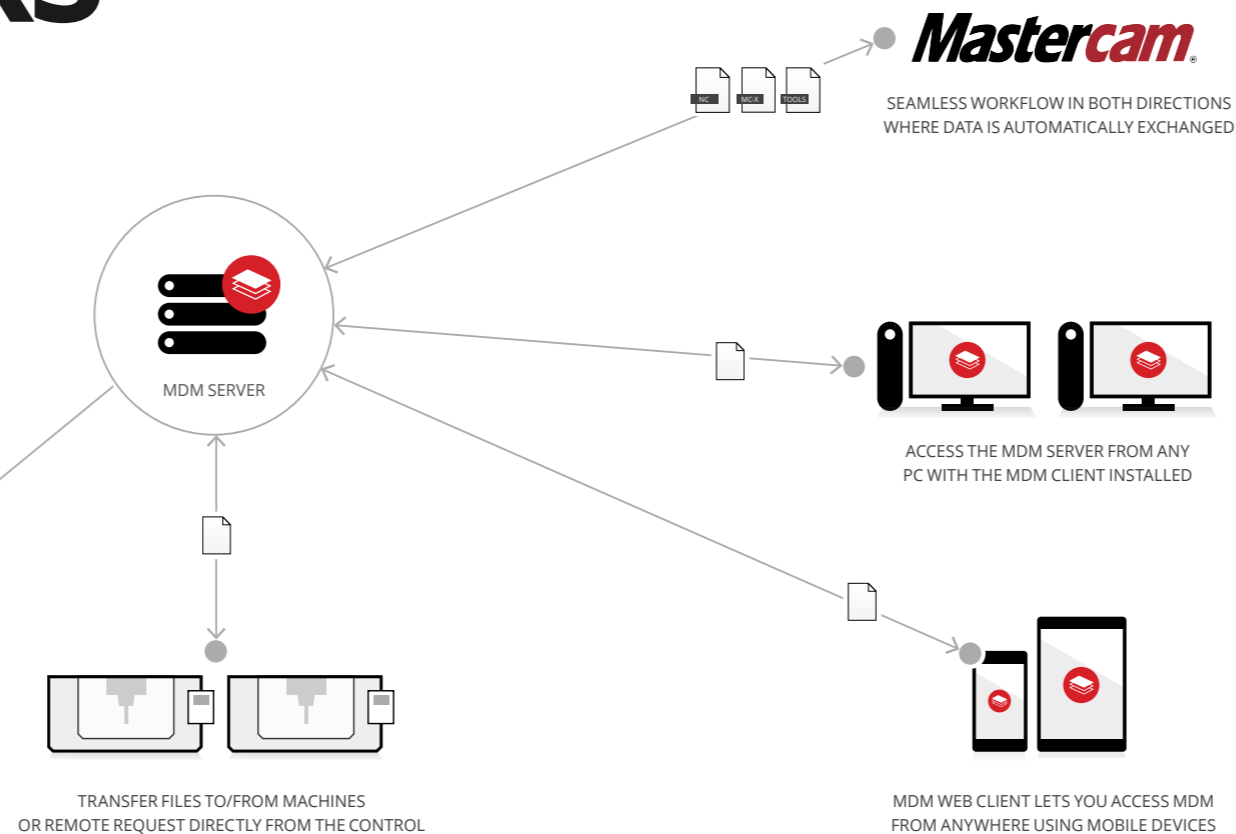 Mastercam®
NC
MC-X
TOOLS
SEAMLESS WORKFLOW IN BOTH DIRECTIONS
WHERE DATA IS AUTOMATICALLY EXCHANGED
MDM SERVER
ACCESS THE MDM SERVER FROM ANY
PC WITH THE MDM CLIENT INSTALLED
TRANSFER FILES TO/FROM MACHINES
OR REMOTE REQUEST DIRECTLY FROM THE CONTROL
MDM WEB CLIENT LETS YOU ACCESS MDM
FROM ANYWHERE USING MOBILE DEVICES